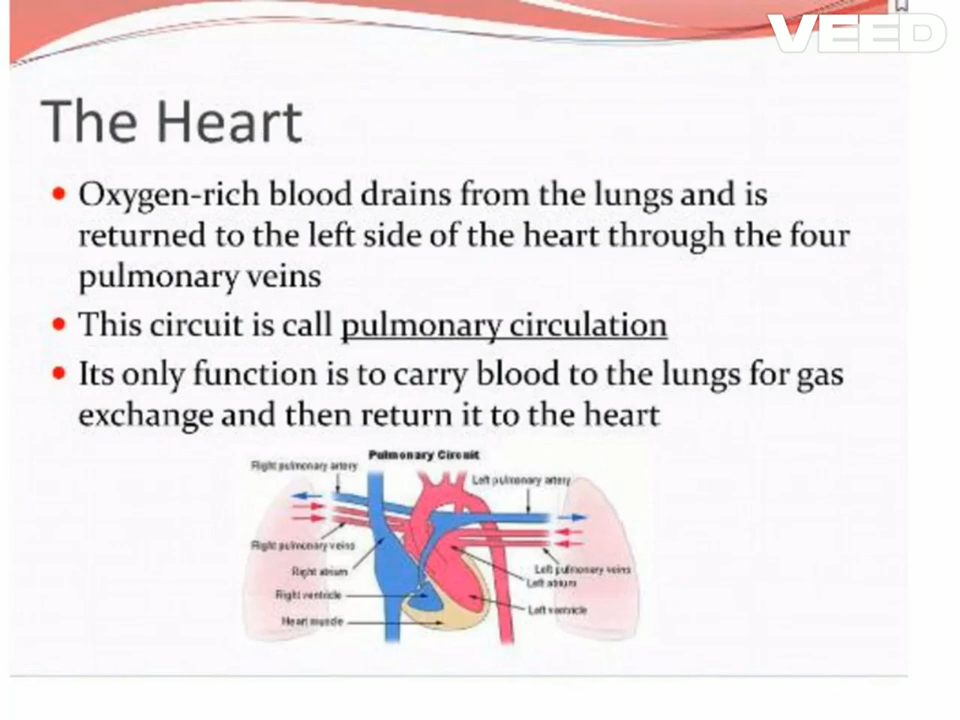 VEED
The Heart
• Oxygen-rich blood drains from the lungs and is
returned to the left side of the heart through the four
pulmonary veins
• This circuit is call pulmonary circulation
• Its only function is to carry blood to the lungs for gas
exchange and then return it to the heart
Pulmonary Circuit
Right pulmonary artery
Left pulmonary artery
Right pulmonary veins
Left pulmonary veins
Right atrium
Left atrium
Right ventricle
Left ventricle
Heart muscle